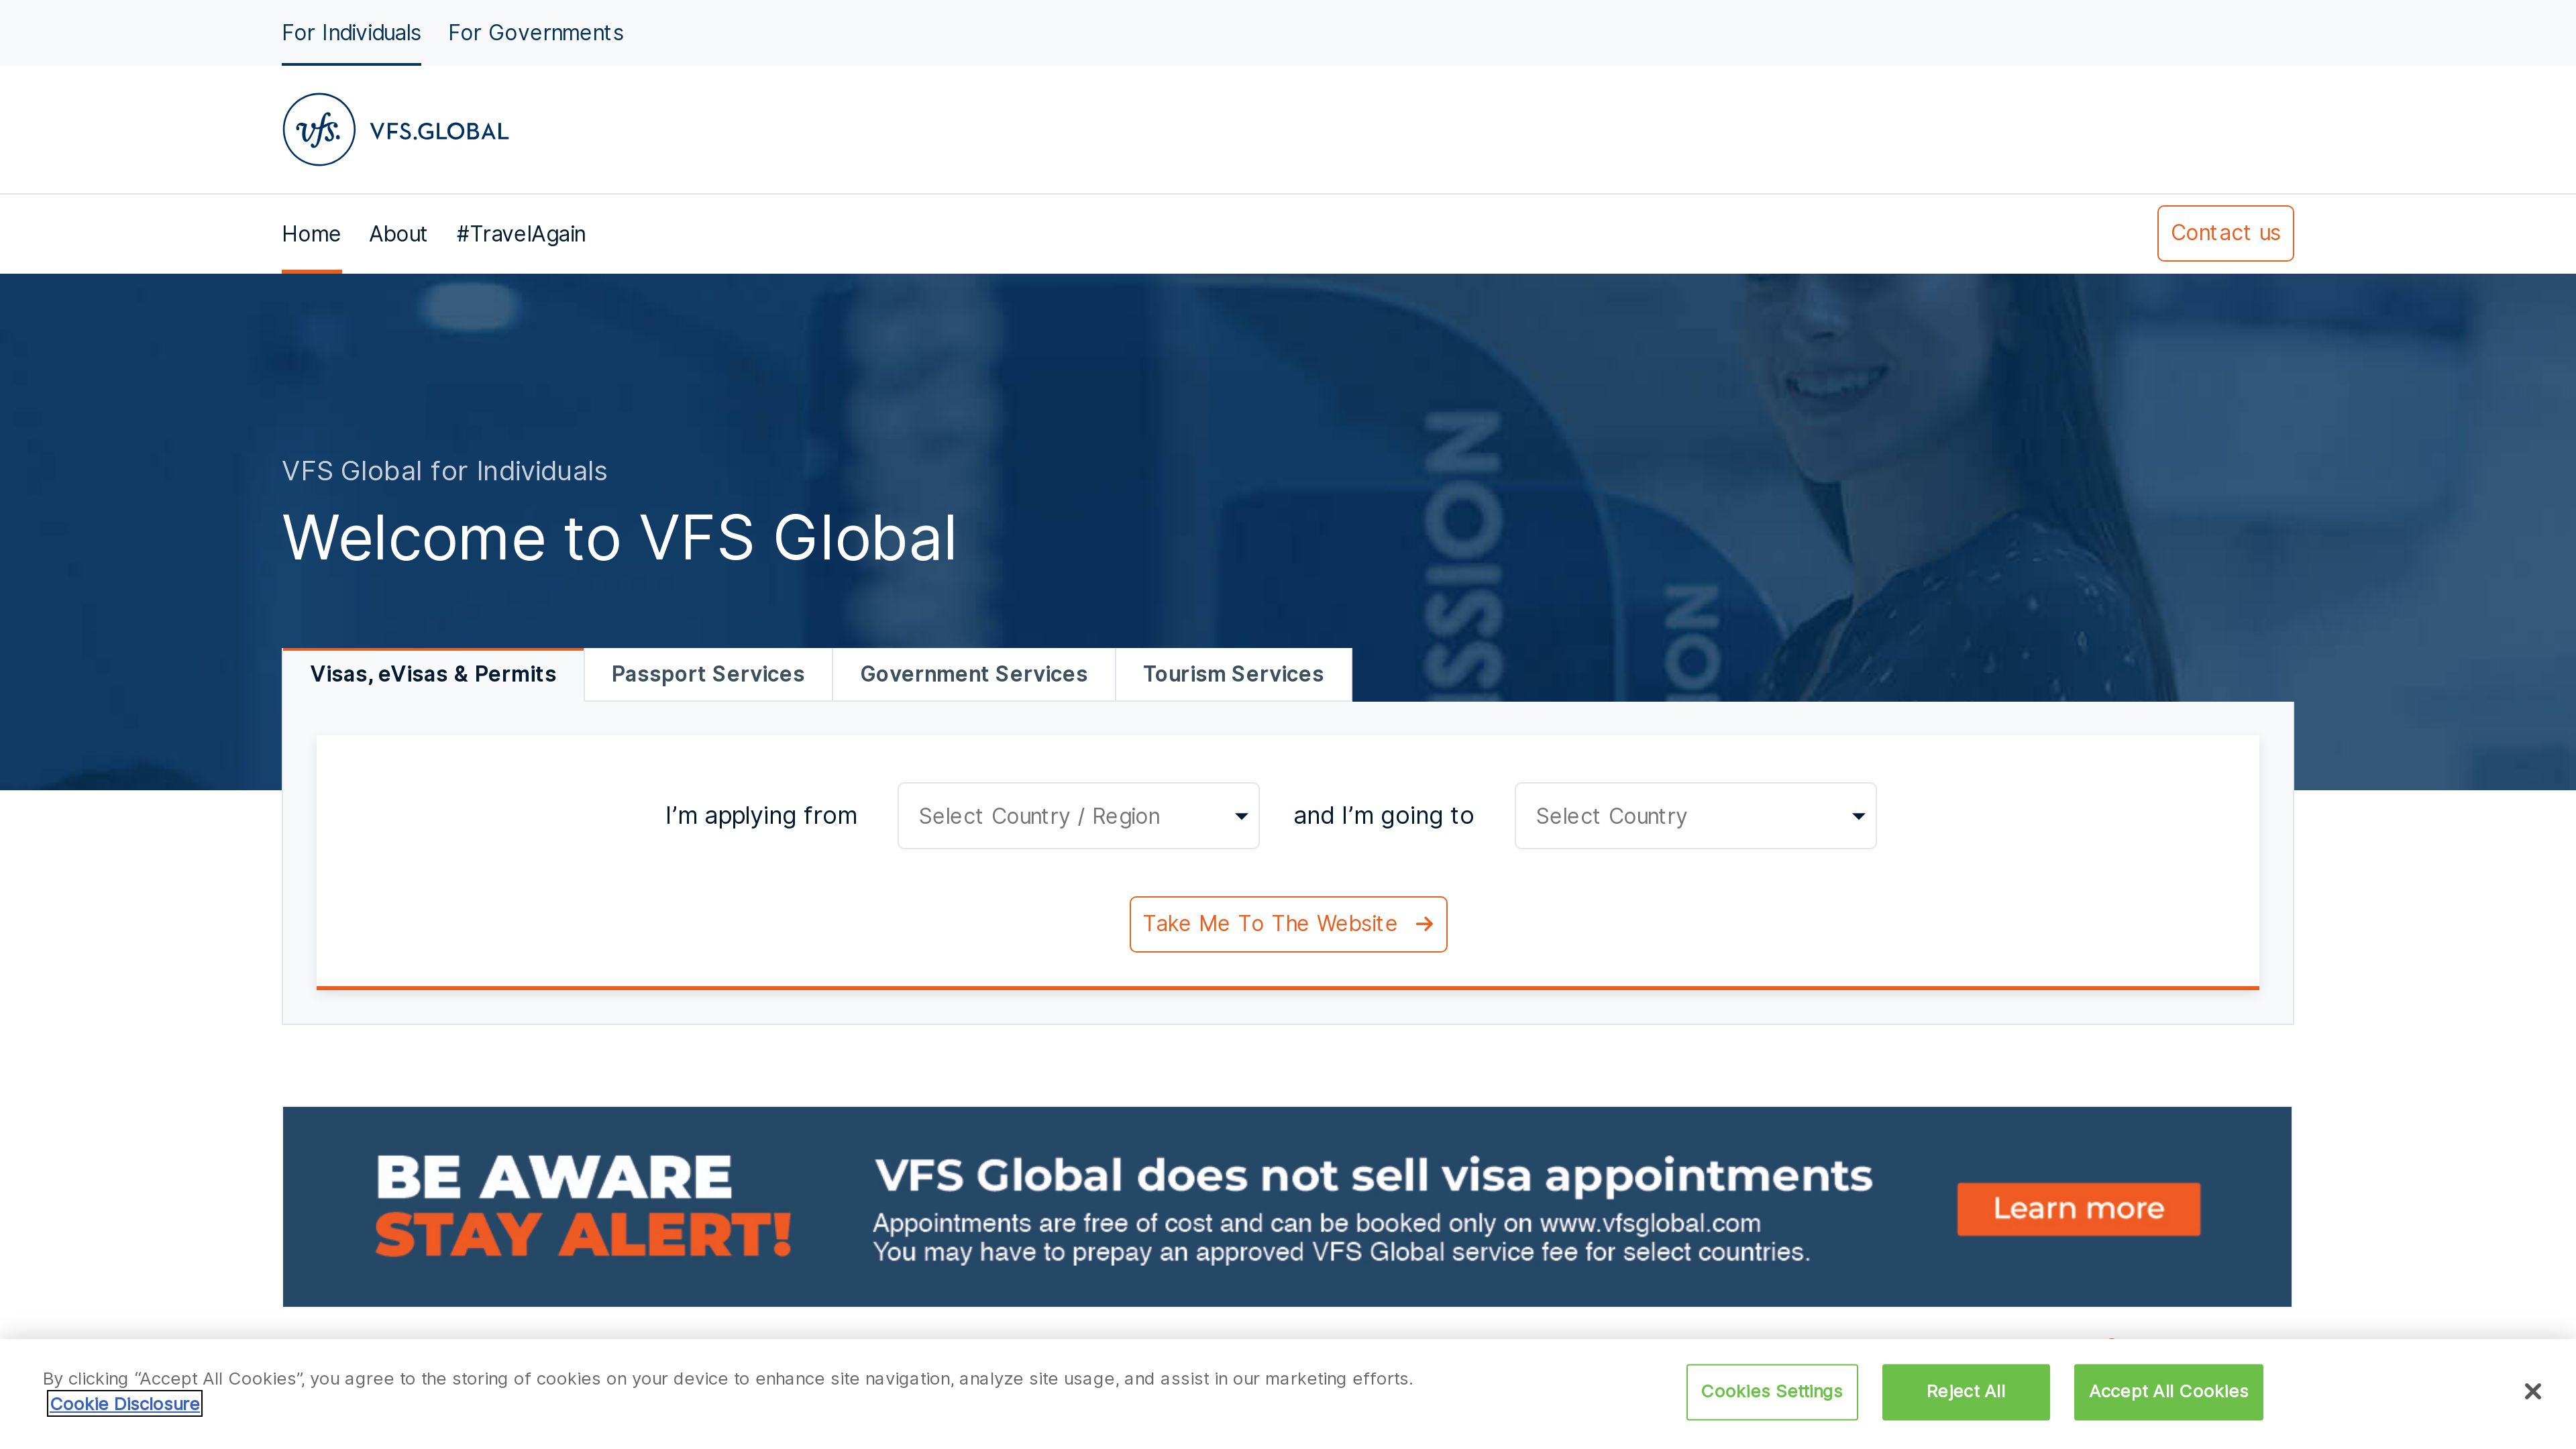 For Individuals For Governments
vfs. VFS.GLOBAL
Home About #TravelAgain Contact us
VFS Global for Individuals
Welcome to VFS Global
Visas, eVisas & Permits Passport Services Government Services Tourism Services
I’m applying from Select Country / Region and I’m going to Select Country
Take Me To The Website
BE AWARE
STAY ALERT!
VFS Global does not sell visa appointments
Appointments are free of cost and can be booked only on www.vfsglobal.com
You may have to prepay an approved VFS Global service fee for select countries.
Learn more
By clicking “Accept All Cookies”, you agree to the storing of cookies on your device to enhance site navigation, analyze site usage, and assist in our marketing efforts.
Cookie Disclosure
Cookies Settings Reject All Accept All Cookies